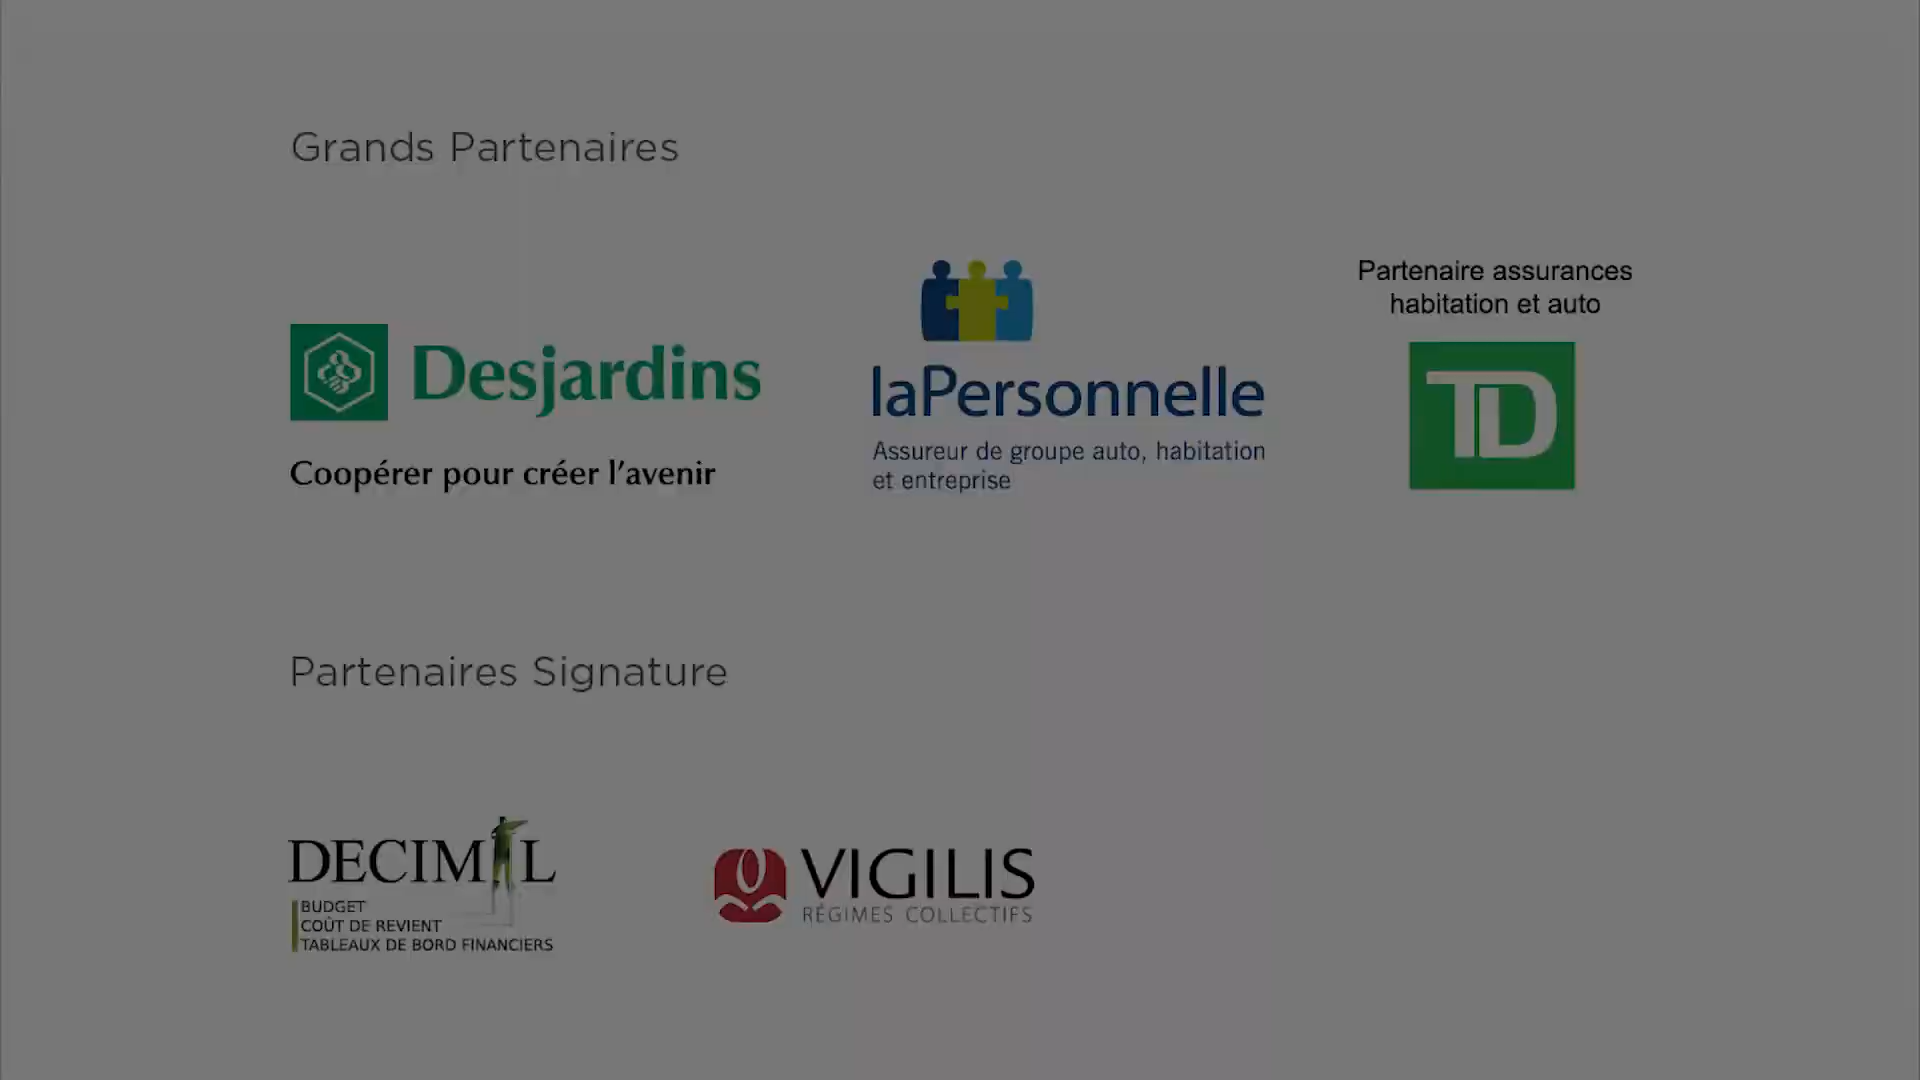 Grands Partenaires
Desjardins
Coopérer pour créer l'avenir
laPersonnelle
Assureur de groupe auto, habitation
et entreprise
Partenaire assurances
habitation et auto
TD
Partenaires Signature
DECIMAL
BUDGET
COÛT DE REVIENT
TABLEAUX DE BORD FINANCIERS
VIGILIS
RÉGIMES COLLECTIFS